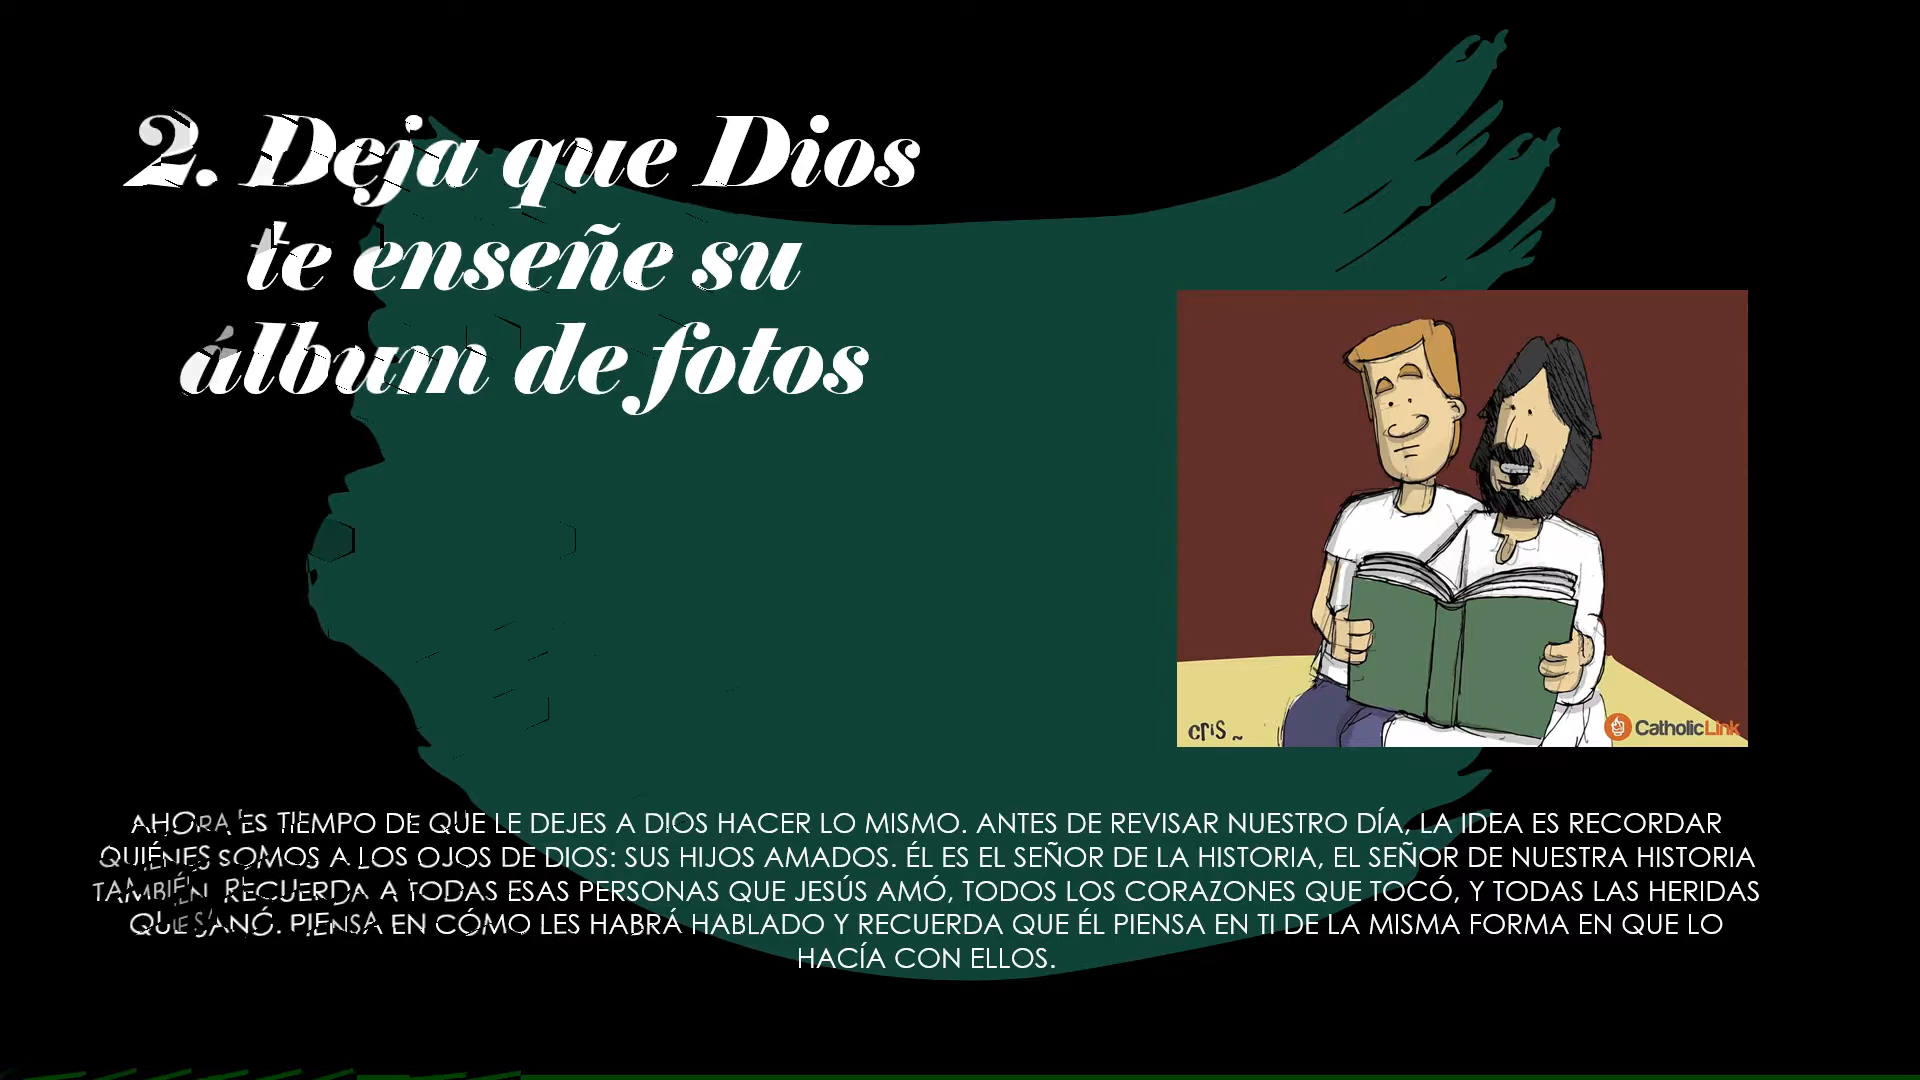 2. Deja que Dios
te enseñe su
álbum de fotos
cris
CatholicLink
AHORA ES TIEMPO DE QUE LE DEJES A DIOS HACER LO MISMO. ANTES DE REVISAR NUESTRO DÍA, LA IDEA ES RECORDAR
QUIÉNES SOMOS A LOS OJOS DE DIOS: SUS HIJOS AMADOS. ÉL ES EL SEÑOR DE LA HISTORIA, EL SEÑOR DE NUESTRA HISTORIA
TAMBIÉN. RECUERDA A TODAS ESAS PERSONAS QUE JESÚS AMÓ, TODOS LOS CORAZONES QUE TOCÓ, Y TODAS LAS HERIDAS
QUE SANÓ. PIENSA EN CÓMO LES HABRÁ HABLADO Y RECUERDA QUE ÉL PIENSA EN TI DE LA MISMA FORMA EN QUE LO
HACÍA CON ELLOS.